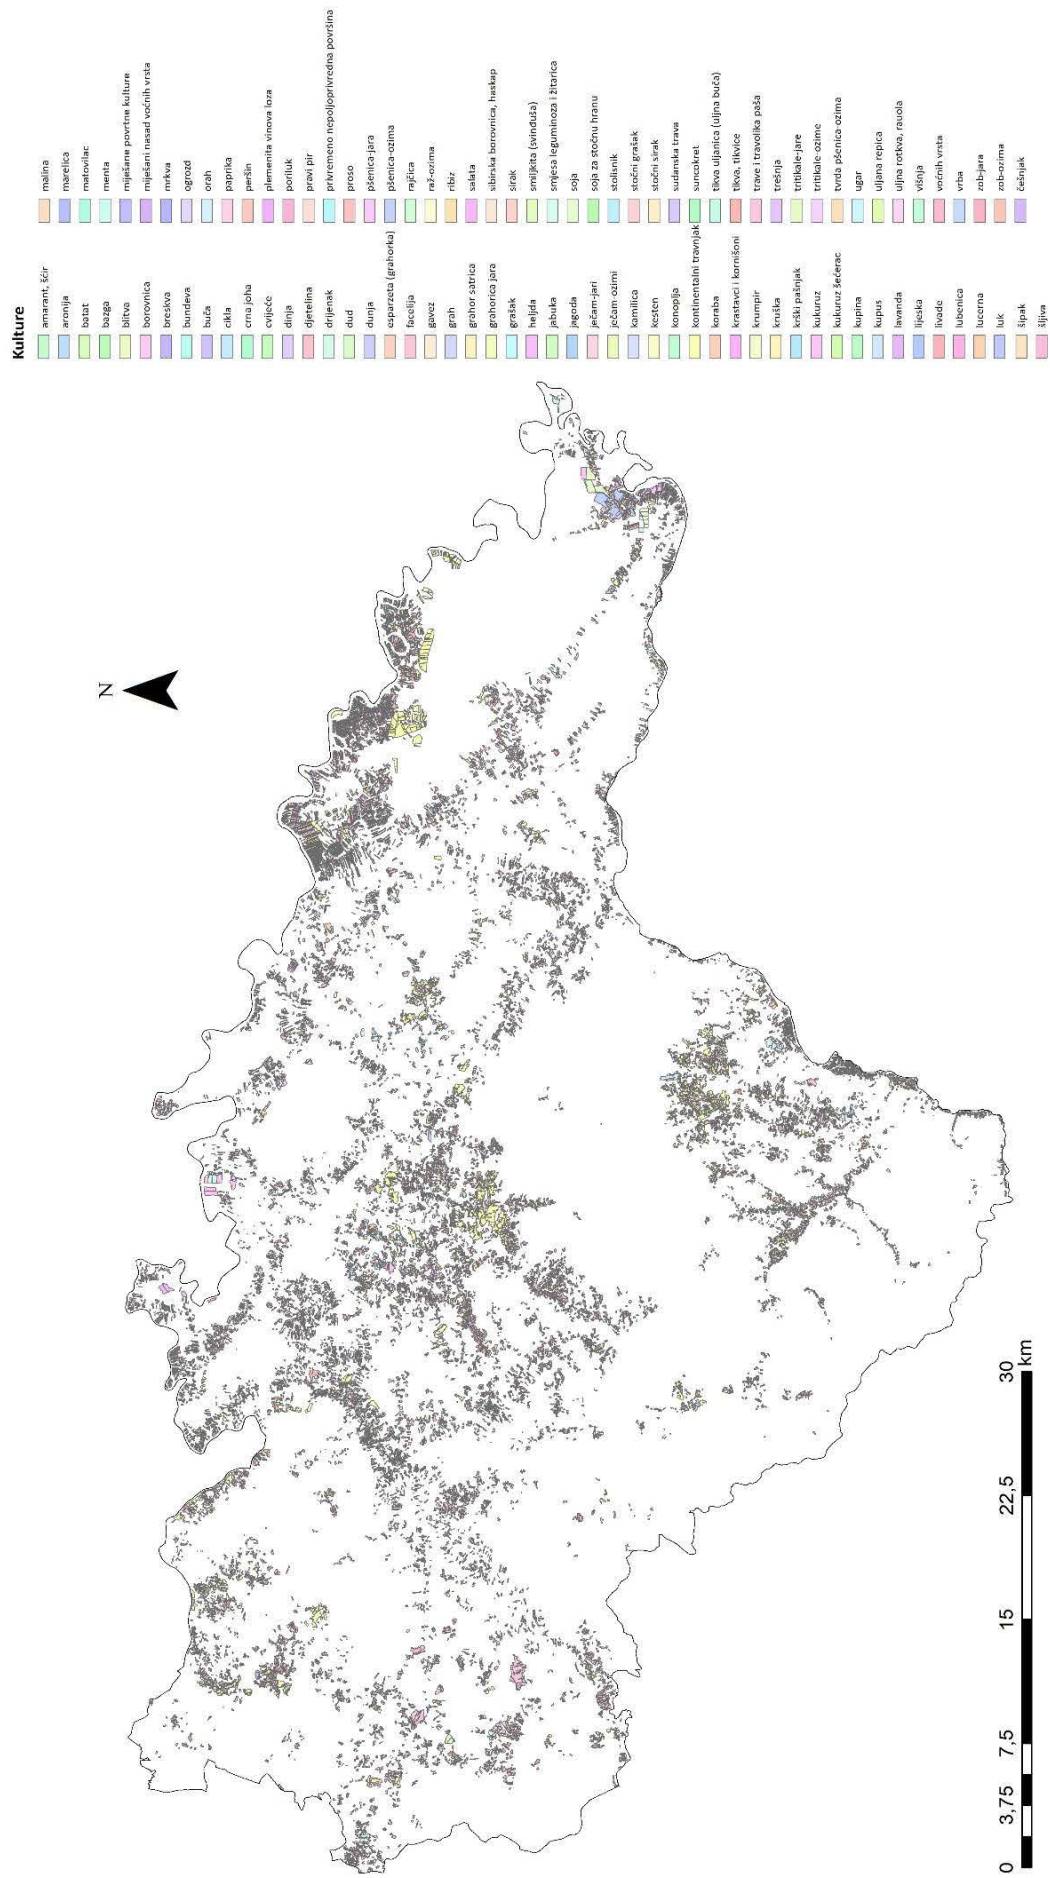 Kulture
amarant, šćir
aronija
batat
bazga
blitva
borovnica
breskva
bundeva
buča
cikla
crna joha
cvijeće
dinja
djetelina
drijenak
dud
dunja
esparzeta (grahorka)
facelija
gavez
grah
grahor satrica
grahorica jara
grašak
heljda
jabuka
jagoda
ječam-jari
ječam-ozimi
kamilica
kesten
konoplja
kontinentalni travnjak
koraba
krastavci i kornišoni
krumpir
kruška
krški pašnjak
kukuruz
kukuruz šećerac
kupina
kupus
lavanda
lijeska
livade
lubenica
lucerna
luk
šipak
šljiva
malina
marelica
matovilac
menta
miješane povrtne kulture
miješani nasad voćnih vrsta
mrkva
ogrozd
orah
paprika
peršin
plemenita vinova loza
poriluk
pravi pir
privremeno nepoljoprivredna površina
proso
pšenica-jara
pšenica-ozima
rajčica
raž-ozima
ribiz
salata
sibirska borovnica, haskap
sirak
smiljkita (svinđuša)
smjesa leguminoza i žitarica
soja
soja za stočnu hranu
stolisnik
stočni grašak
stočni sirak
sudanska trava
suncokret
tikva uljanica (uljna buča)
tikva, tikvice
trave i travolika paša
trešnja
tritikale-jare
tritikale-ozime
tvrda pšenica-ozima
ugar
uljana repica
uljna rotkva, rauola
višnja
voćnih vrsta
vrba
zob-jara
zob-ozima
češnjak
N
0 3,75 7,5 15 22,5 30
km